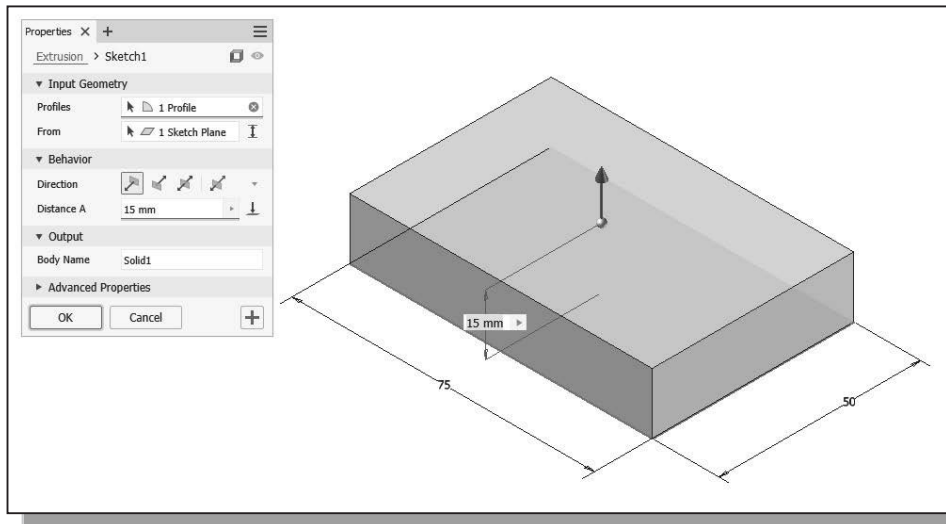 Properties × +
Extrusion > Sketch1
▼ Input Geometry
Profiles 1 Profile
From 1 Sketch Plane
▼ Behavior
Direction
Distance A 15 mm
▼ Output
Body Name Solid1
▶ Advanced Properties
OK Cancel +
15 mm
75
50